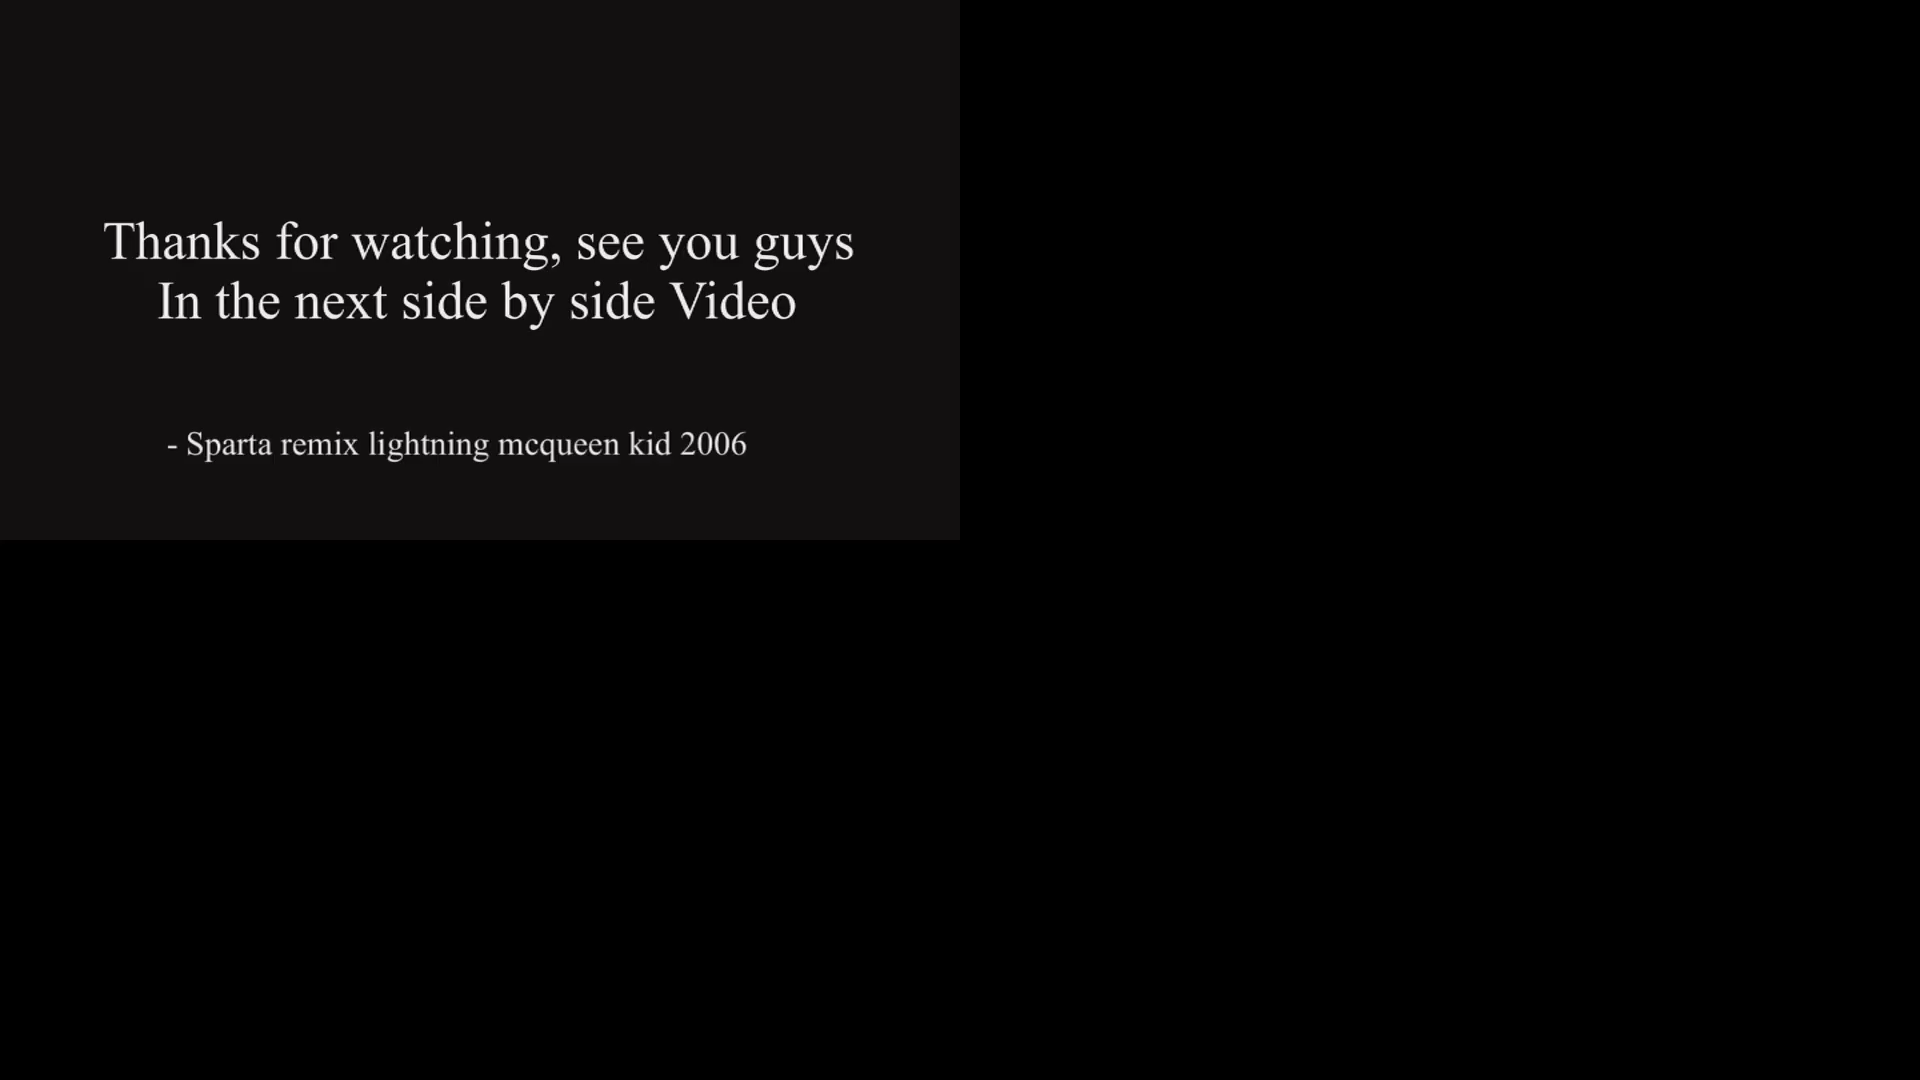 Thanks for watching, see you guys
In the next side by side Video
- Sparta remix lightning mcqueen kid 2006